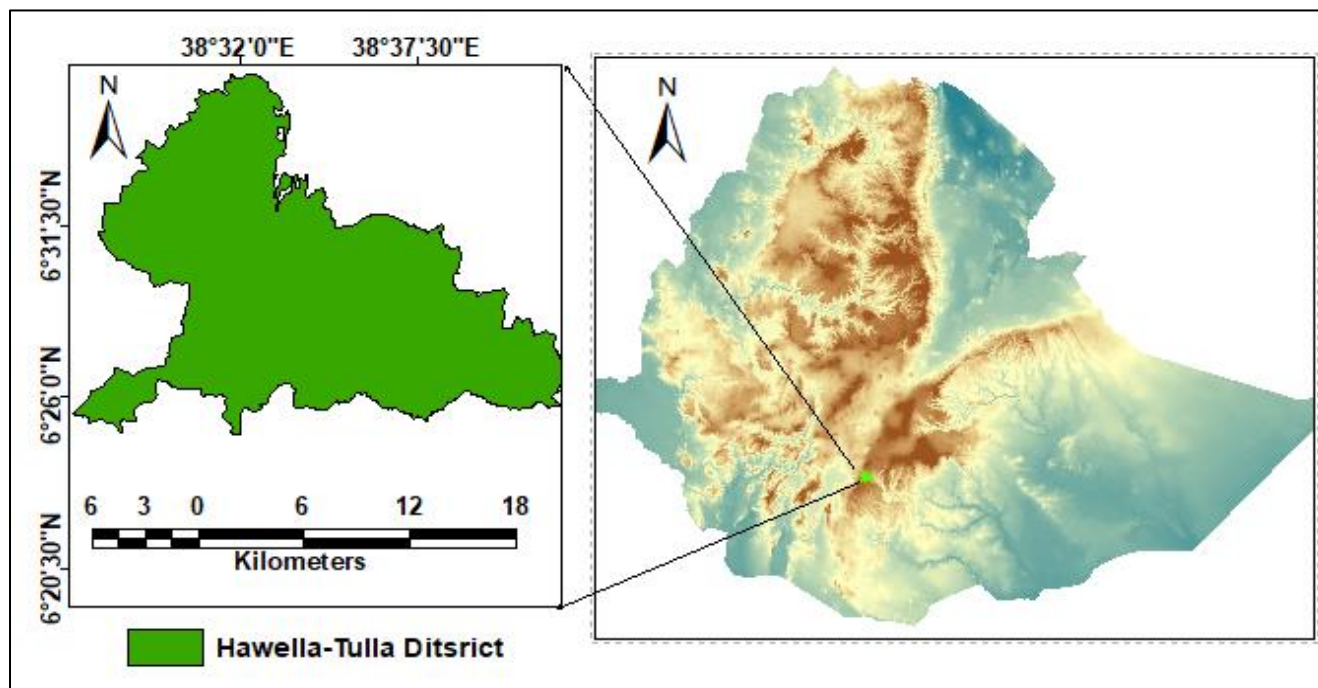 38°32'0"E 38°37'30"E
N
N
6°31'30"N
6°26'0"N
6°20'30"N
6 3 0 6 12 18
Kilometers
Hawella-Tulla Ditsrict